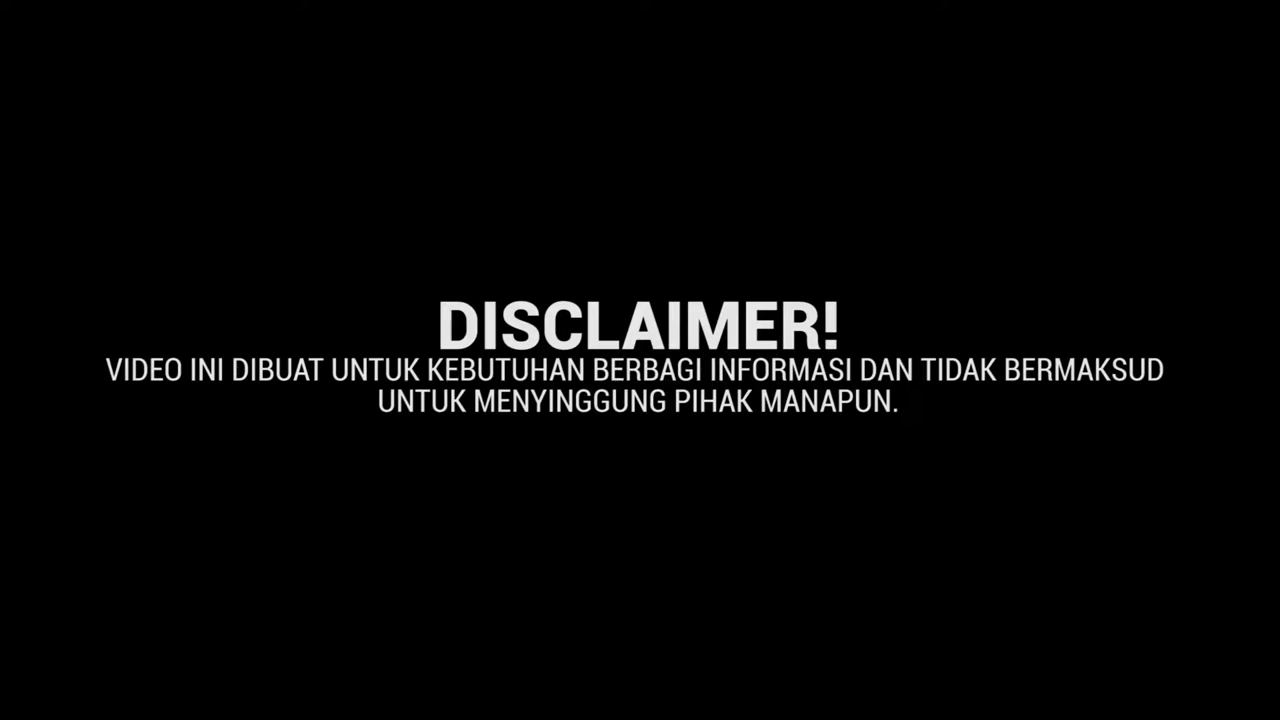 DISCLAIMER!
VIDEO INI DIBUAT UNTUK KEBUTUHAN BERBAGI INFORMASI DAN TIDAK BERMAKSUD
UNTUK MENYINGGUNG PIHAK MANAPUN.